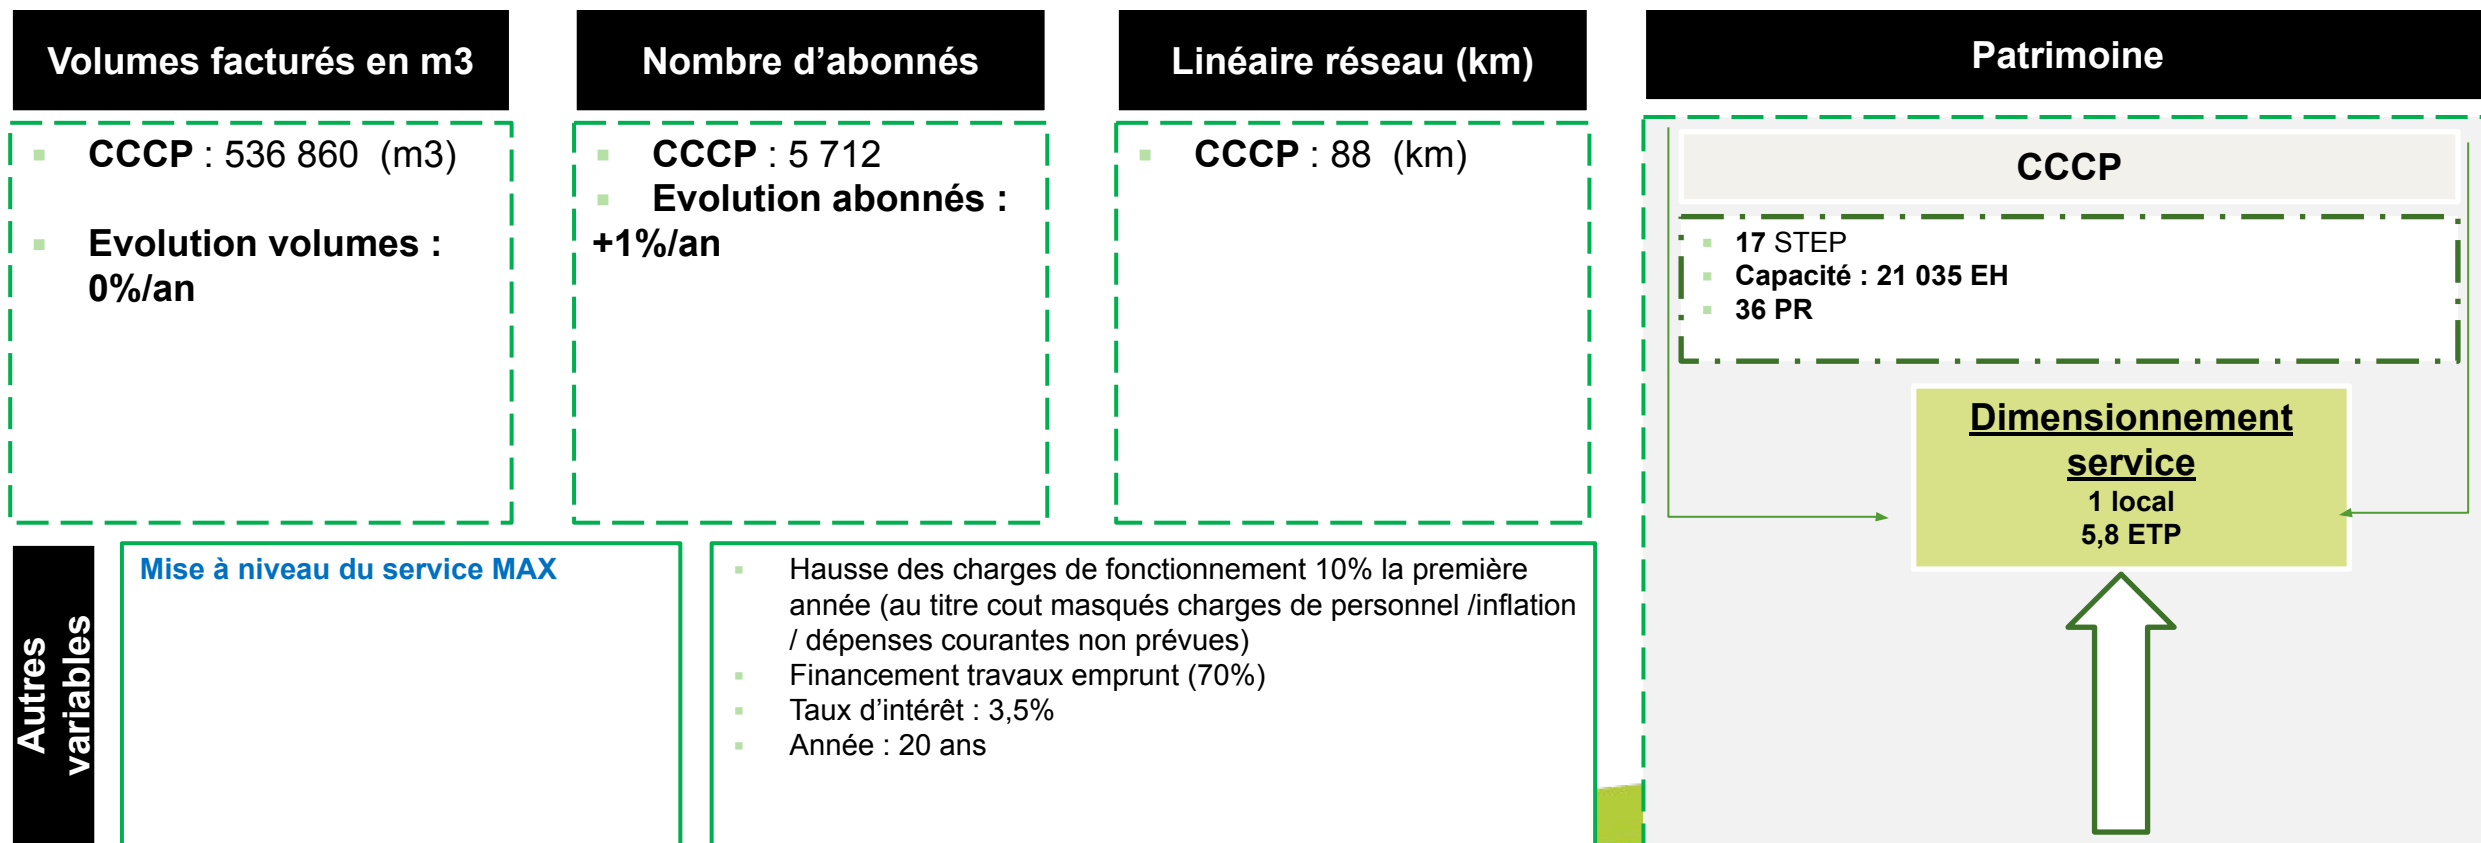 Volumes facturés en m3
CCCP : 536 860 (m3)
Evolution volumes :
0%/an
Nombre d'abonnés
CCCP : 5 712
Evolution abonnés :
+1%/an
Linéaire réseau (km)
CCCP : 88 (km)
Patrimoine
CCCP
17 STEP
Capacité : 21 035 EH
36 PR
Dimensionnement
service
1 local
5,8 ETP
Autres
variables
Mise à niveau du service MAX
Hausse des charges de fonctionnement 10% la première
année (au titre cout masqués charges de personnel /inflation
/ dépenses courantes non prévues)
Financement travaux emprunt (70%)
Taux d'intérêt : 3,5%
Année : 20 ans